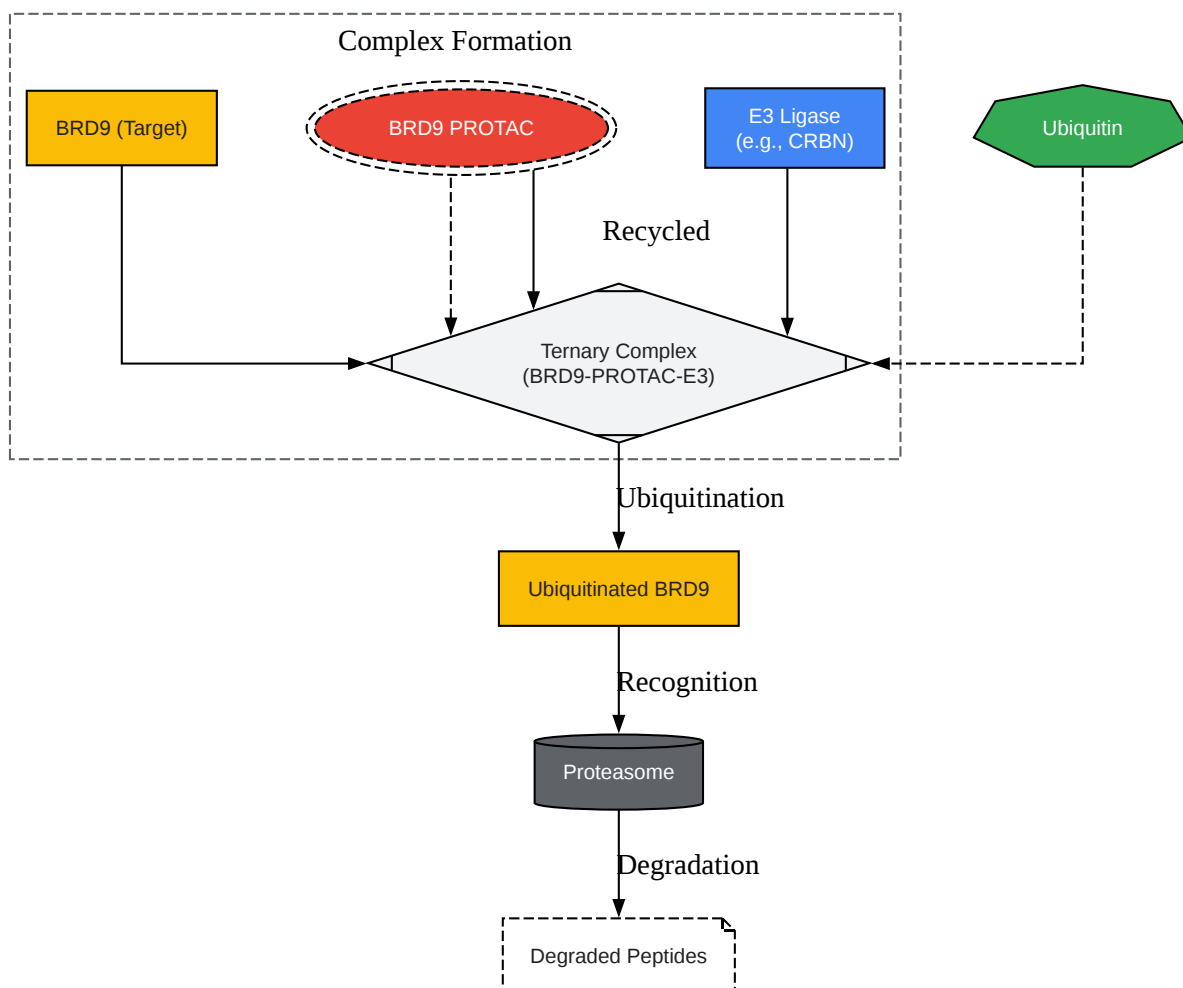 Complex Formation
BRD9 (Target)
BRD9 PROTAC
E3 Ligase
(e.g., CRBN)
Ubiquitin
Recycled
Ternary Complex
(BRD9-PROTAC-E3)
Ubiquitination
Ubiquitinated BRD9
Recognition
Proteasome
Degradation
Degraded Peptides